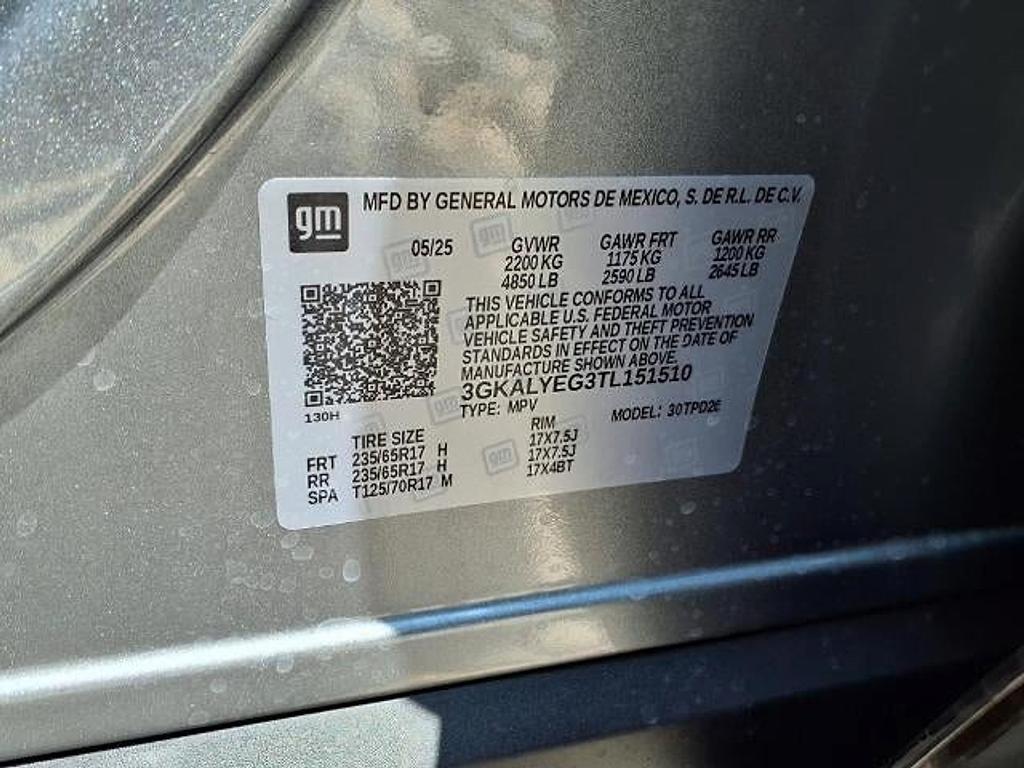 gm
MFD BY GENERAL MOTORS DE MEXICO, S. DE R.L. DE C.V.
05/25 GVWR GAWR FRT GAWR RR
2200 KG 1175 KG 1200 KG
4850 LB 2590 LB 2645 LB
THIS VEHICLE CONFORMS TO ALL
APPLICABLE U.S. FEDERAL MOTOR
VEHICLE SAFETY AND THEFT PREVENTION
STANDARDS IN EFFECT ON THE DATE OF
MANUFACTURE SHOWN ABOVE.
3GKALYEG3TL151510
130H
TYPE: MPV MODEL: 30TPD26
TIRE SIZE RIM
FRT 235/65R17 H 17X7.5J
RR 235/65R17 H 17X7.5J
SPA T125/70R17 M 17X4BT